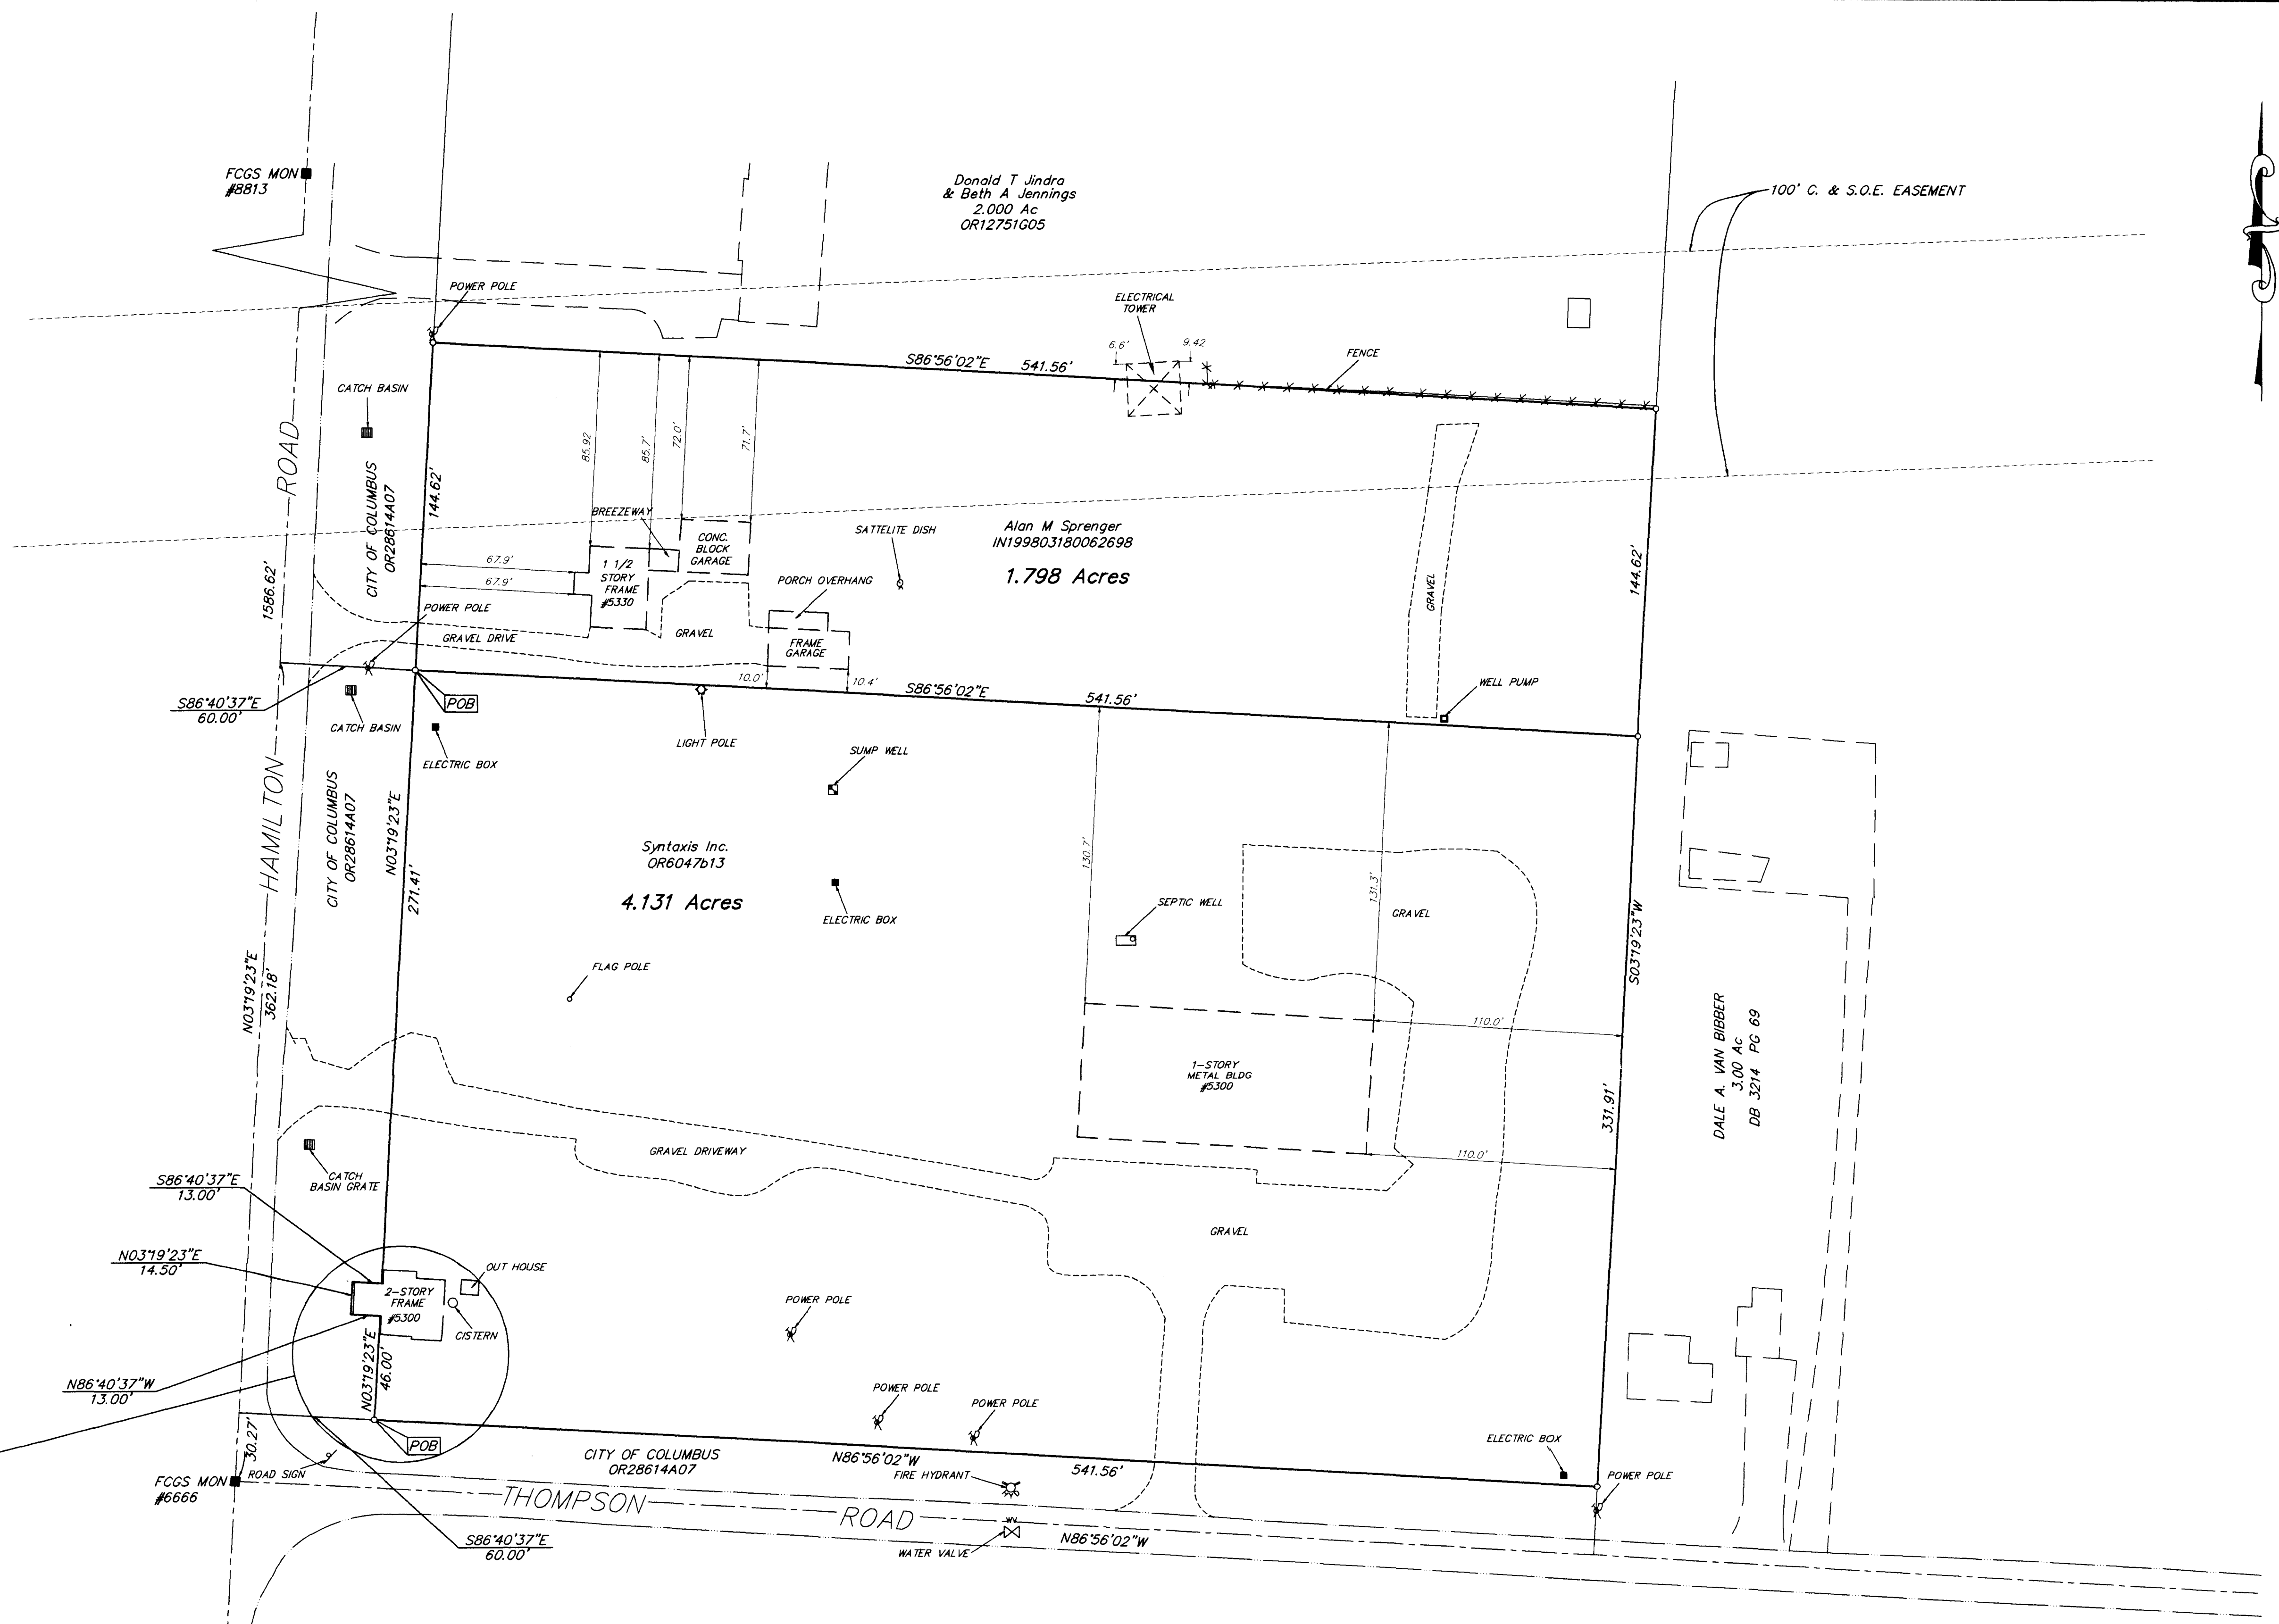 FCGS MON
#8813
Donald T Jindra
& Beth A Jennings
2.000 Ac
OR12751G05
100' C. & S.O.E. EASEMENT
POWER POLE
ELECTRICAL
TOWER
6.6'
9.42
FENCE
S86°56'02"E
541.56'
CATCH BASIN
CITY OF COLUMBUS
OR28614A07
144.62'
85.92
85.7'
72.0'
71.7'
BREEZEWAY
CONC.
BLOCK
GARAGE
SATTELITE DISH
Alan M Sprenger
IN199803180062698
1.798 Acres
67.9'
67.9'
1 1/2
STORY
FRAME
#5330
PORCH OVERHANG
GRAVEL
144.62'
1586.62'
POWER POLE
GRAVEL DRIVE
GRAVEL
FRAME
GARAGE
10.0'
10.4'
S86°56'02"E
541.56'
WELL PUMP
S86°40'37"E
60.00'
POB
CATCH BASIN
ELECTRIC BOX
LIGHT POLE
SUMP WELL
HAMILTON ROAD
CITY OF COLUMBUS
OR28614A07
N03°19'23"E
271.41'
Syntaxis Inc.
OR6047b13
4.131 Acres
ELECTRIC BOX
130.7'
131.3'
SEPTIC WELL
GRAVEL
S03°19'23"W
331.91'
FLAG POLE
N03°19'23"E
362.18'
110.0'
1-STORY
METAL BLDG
#5300
110.0'
DALE A. VAN BIBBER
3.00 Ac
DB 3214 PG 69
CATCH
BASIN GRATE
GRAVEL DRIVEWAY
S86°40'37"E
13.00'
GRAVEL
N03°19'23"E
14.50'
OUT HOUSE
2-STORY
FRAME
#5300
CISTERN
POWER POLE
N03°19'23"E
46.00'
N86°40'37"W
13.00'
POWER POLE
POWER POLE
POB
30.27'
ROAD SIGN
FCGS MON
#6666
CITY OF COLUMBUS
OR28614A07
N86°56'02"W
541.56'
FIRE HYDRANT
ELECTRIC BOX
POWER POLE
THOMPSON ROAD
WV
WATER VALVE
N86°56'02"W
S86°40'37"E
60.00'